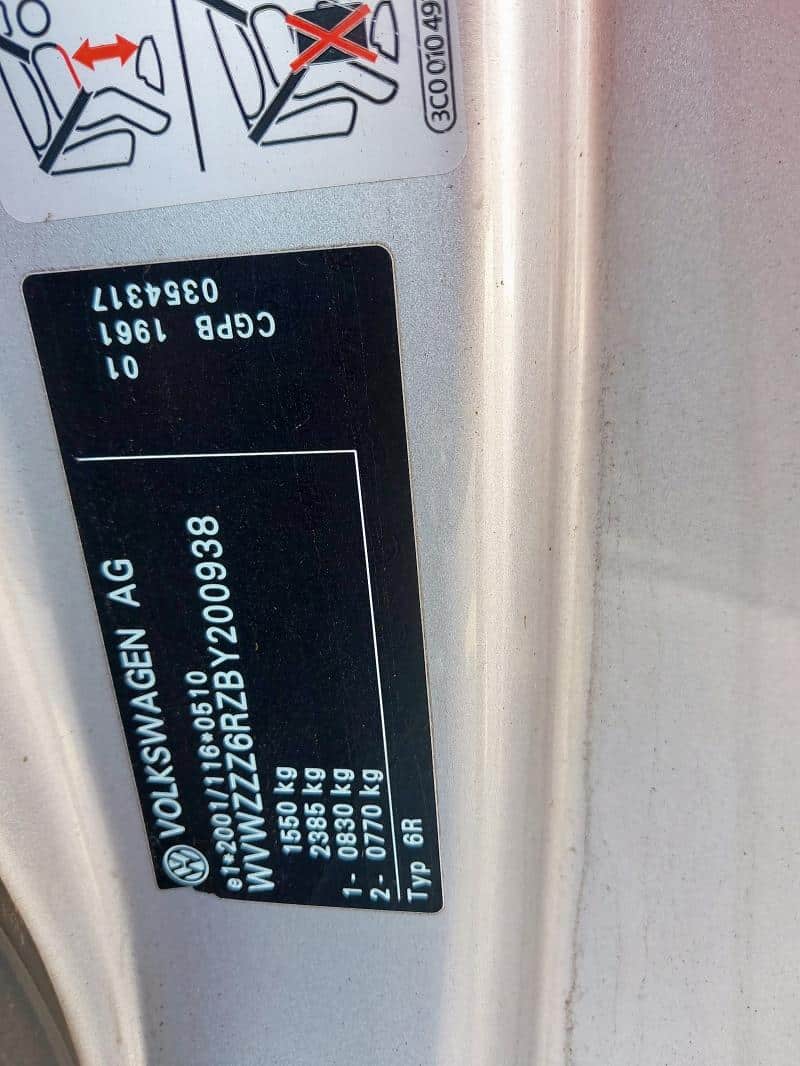 3C0 010 49
VOLKSWAGEN AG
e1*2001/116*0510
WVWZZZ6RZBY200938
1550 kg
2385 kg
1- 0830 kg
2- 0770 kg
Typ 6R
0354317
CGPB 1961
01